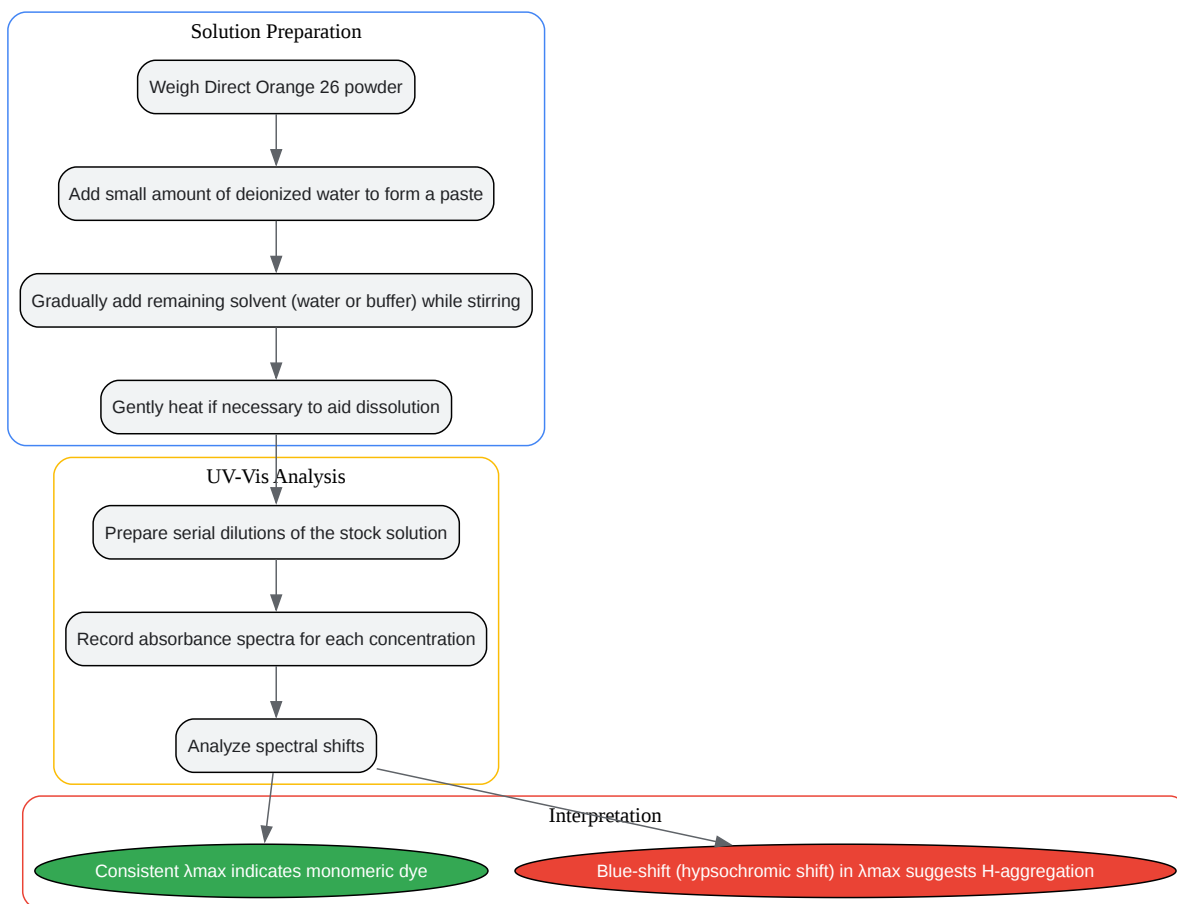 Solution Preparation
Weigh Direct Orange 26 powder
Add small amount of deionized water to form a paste
Gradually add remaining solvent (water or buffer) while stirring
Gently heat if necessary to aid dissolution
UV-Vis Analysis
Prepare serial dilutions of the stock solution
Record absorbance spectra for each concentration
Analyze spectral shifts
Interpretation
Consistent λmax indicates monomeric dye
Blue-shift (hypsochromic shift) in λmax suggests H-aggregation